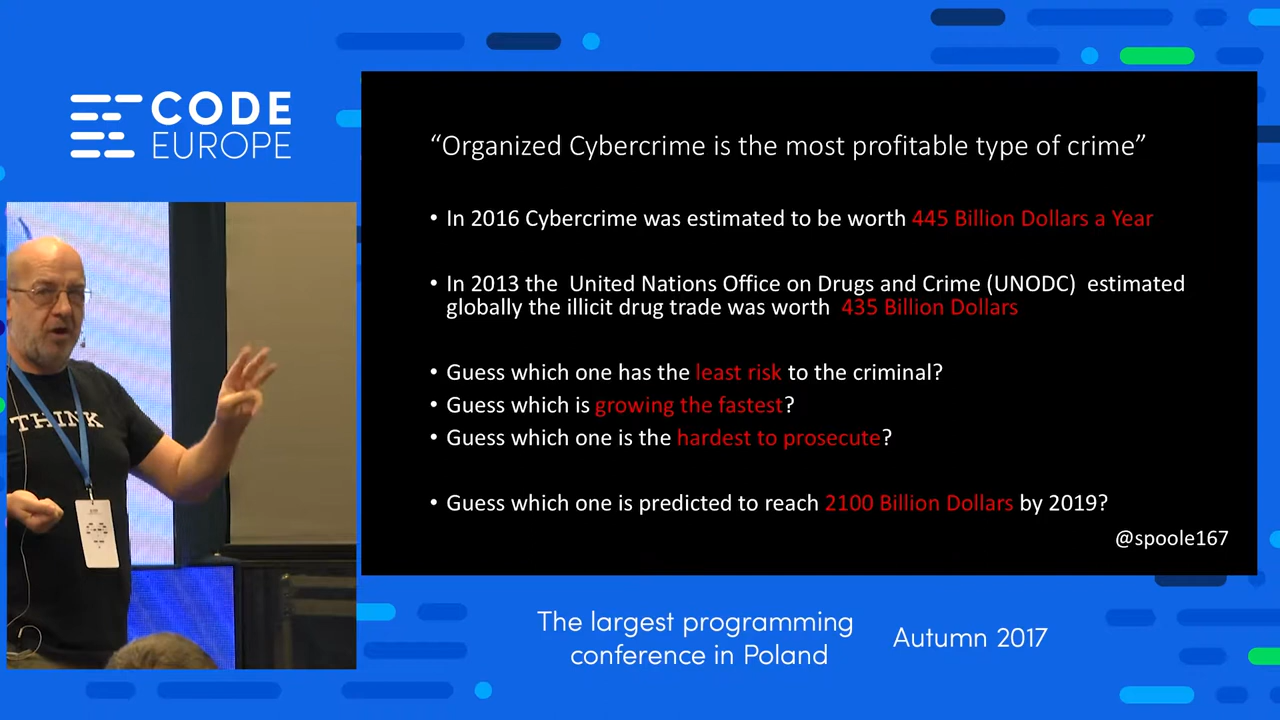 CODE
EUROPE
“Organized Cybercrime is the most profitable type of crime”
• In 2016 Cybercrime was estimated to be worth 445 Billion Dollars a Year
• In 2013 the United Nations Office on Drugs and Crime (UNODC) estimated
globally the illicit drug trade was worth 435 Billion Dollars
• Guess which one has the least risk to the criminal?
• Guess which is growing the fastest?
• Guess which one is the hardest to prosecute?
• Guess which one is predicted to reach 2100 Billion Dollars by 2019?
@spoole167
THINK
The largest programming
conference in Poland
Autumn 2017